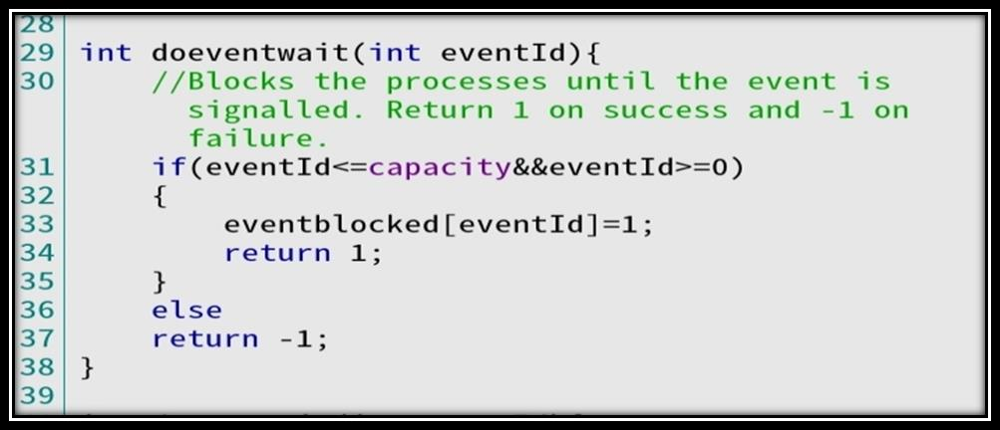 28
29 int doeventwait(int eventId){
30 //Blocks the processes until the event is
signalled. Return 1 on success and -1 on
failure.
31 if(eventId<=capacity&&eventId>=0)
32 {
33 eventblocked[eventId]=1;
34 return 1;
35 }
36 else
37 return -1;
38 }
39